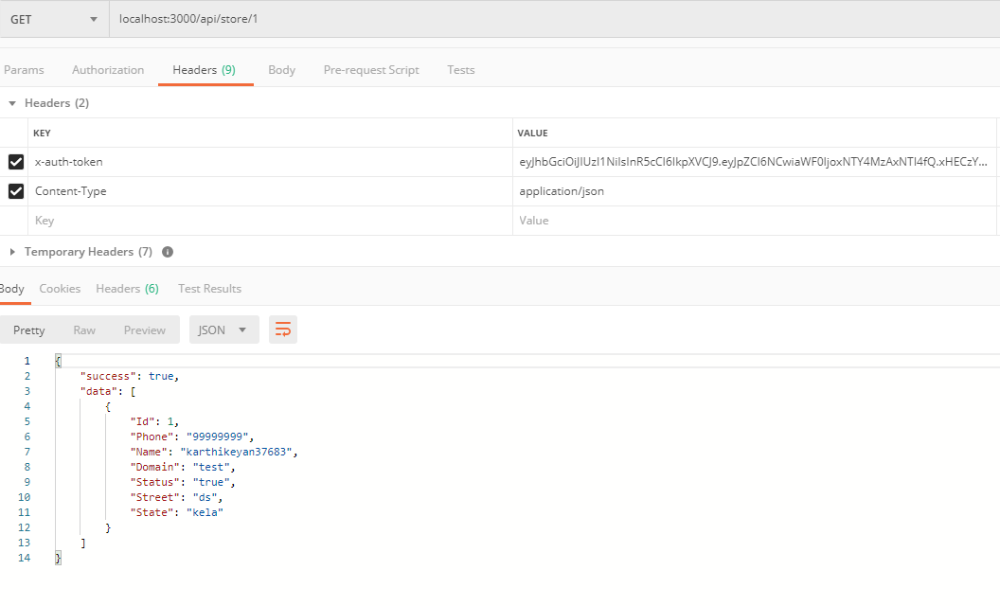 GET localhost:3000/api/store/1
Params Authorization Headers (9) Body Pre-request Script Tests
Headers (2)
KEY VALUE
x-auth-token eyJhbGciOiJIUzI1NiIsInR5cCI6IkpXVCJ9.eyJpZCI6NCwiaWF0IjoxNTY4MzAxNTI4fQ.xHECzY...
Content-Type application/json
Key Value
Temporary Headers (7)
Body Cookies Headers (6) Test Results
Pretty Raw Preview JSON
1 {
2 "success": true,
3 "data": [
4 {
5 "Id": 1,
6 "Phone": "99999999",
7 "Name": "karthikeyan37683",
8 "Domain": "test",
9 "Status": "true",
10 "Street": "ds",
11 "State": "kela"
12 }
13 ]
14 }